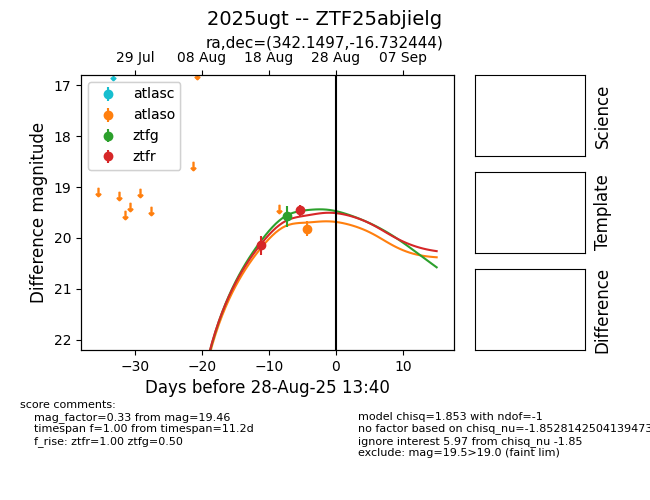 2025ugt -- ZTF25abjielg
ra,dec=(342.1497,-16.732444)
29 Jul 08 Aug 18 Aug 28 Aug 07 Sep
17
18
19
20
21
22
Difference magnitude
atlasc
atlaso
ztfg
ztfr
−30 −20 −10 0 10
Days before 28-Aug-25 13:40
Science
Template
Difference
score comments:
mag_factor=0.33 from mag=19.46
timespan f=1.00 from timespan=11.2d
f_rise: ztfr=1.00 ztfg=0.50
model chisq=1.853 with ndof=-1
no factor based on chisq_nu=-1.8528142504139473
ignore interest 5.97 from chisq_nu -1.85
exclude: mag=19.5>19.0 (faint lim)